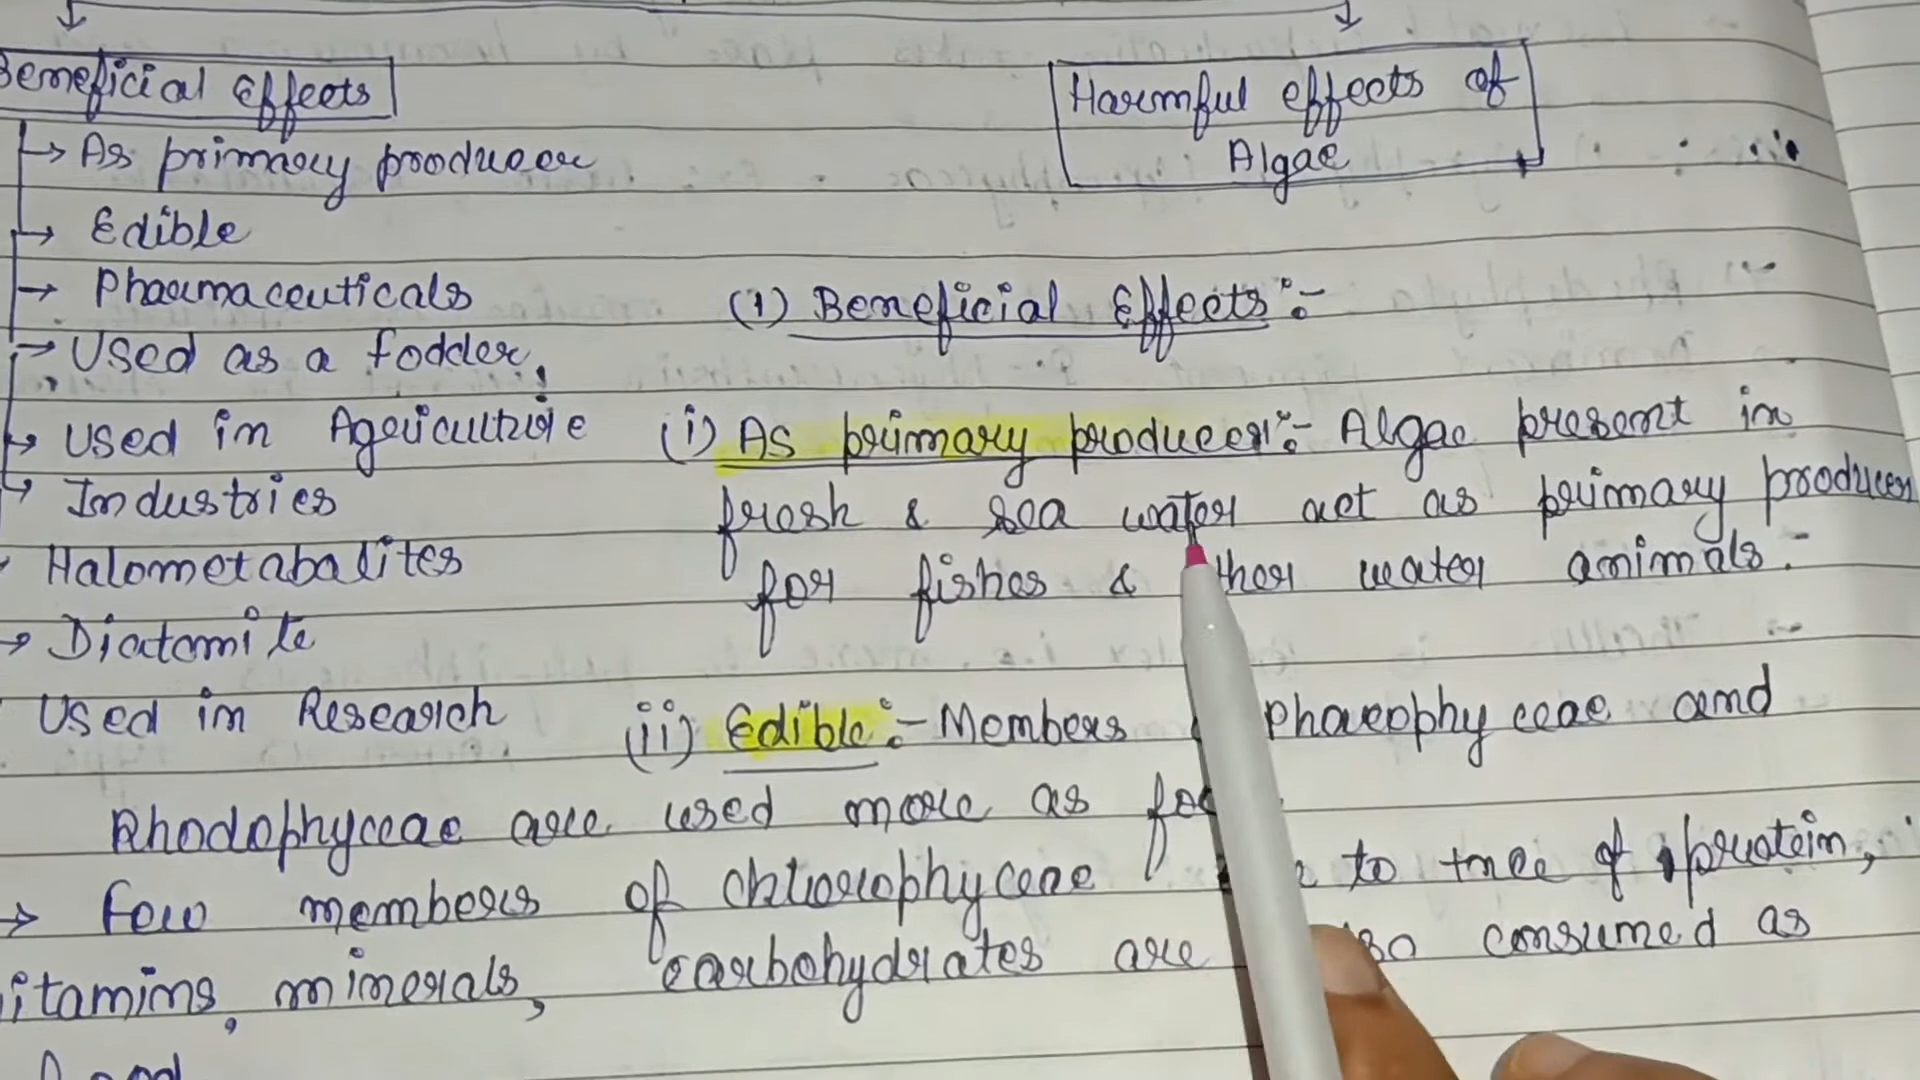 Beneficial Effects
Harmful effects of
Algae
→ As primary producer
→ Edible
→ Pharmaceuticals
→ Used as a fodder
→ Used in Agriculture
→ Industries
Halometabalites
→ Diatomite
Used in Research
(1) Beneficial Effects :-
(i) As primary producer :- Algae present in
fresh & sea water act as primary producer
for fishes & ther water animals.
(ii) Edible :- Members Phaeophyceae and
Rhodophyceae are used more as fo
→ Few members of chlorophyceae to tree of protein,
itamins, minerals, carbohydrates are so consumed as